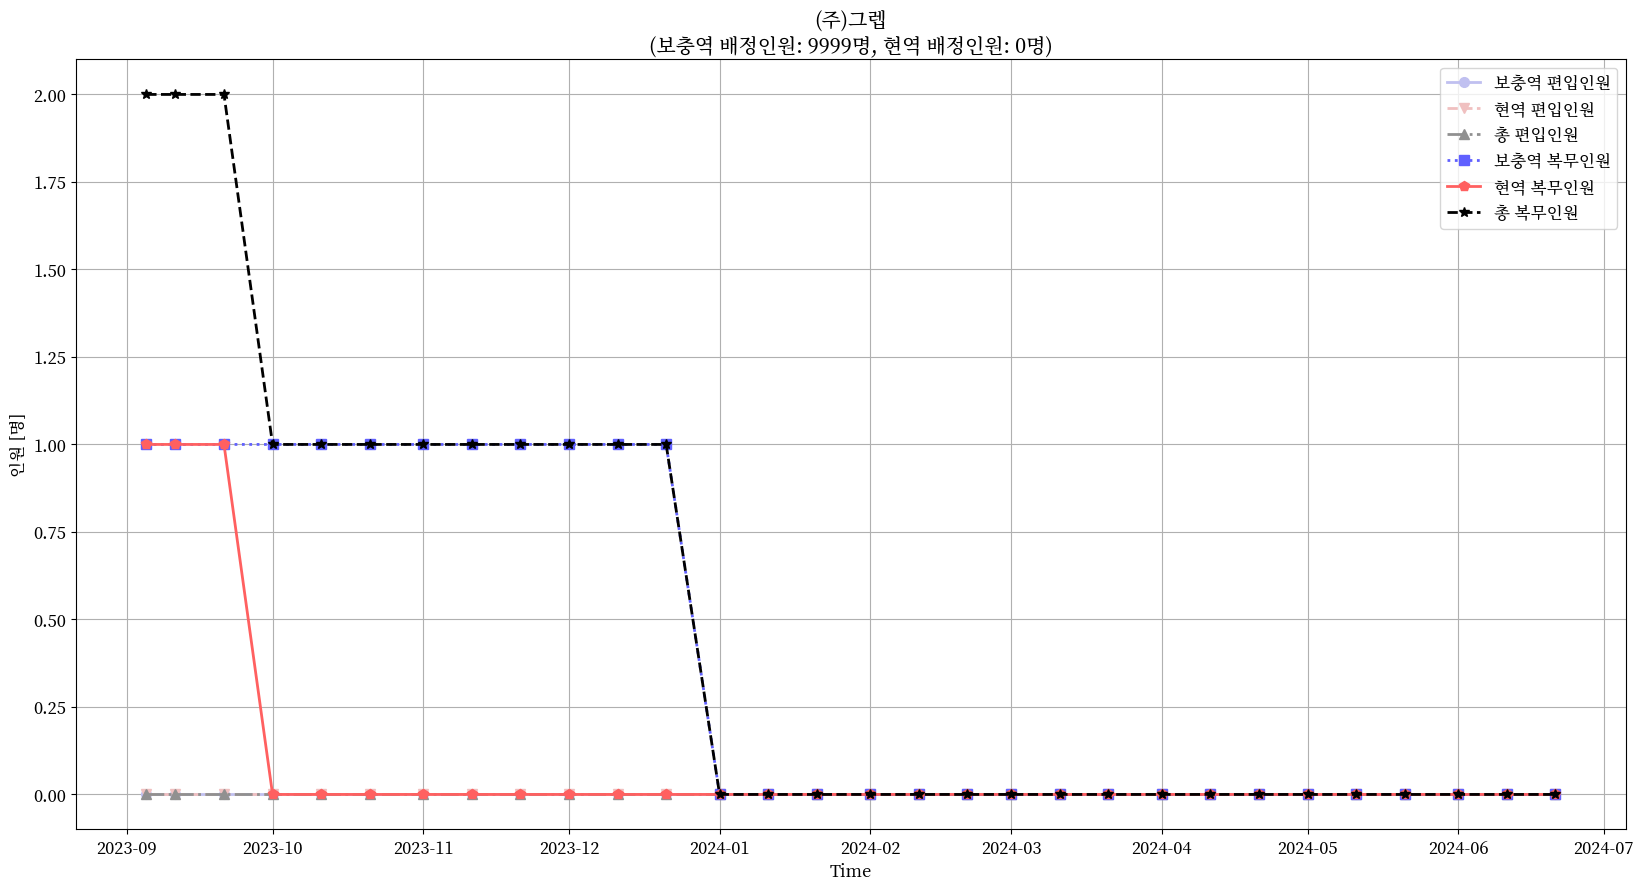 (주)그렙
(보충역 배정인원: 9999명, 현역 배정인원: 0명)
보충역 편입인원
현역 편입인원
총 편입인원
보충역 복무인원
현역 복무인원
총 복무인원
인원 [명]
2.00
1.75
1.50
1.25
1.00
0.75
0.50
0.25
0.00
2023-09
2023-10
2023-11
2023-12
2024-01
2024-02
2024-03
2024-04
2024-05
2024-06
2024-07
Time